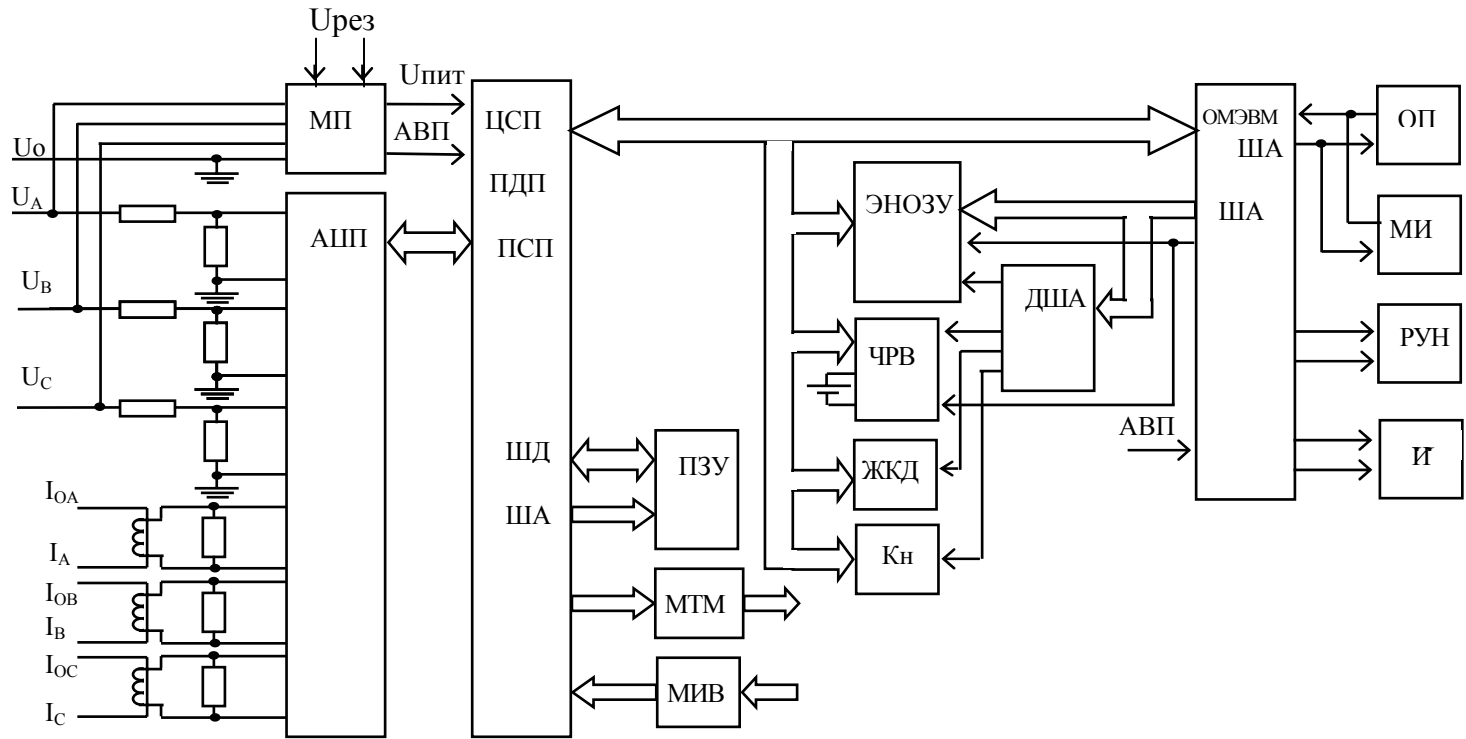 Uрез
Uпит
АВП
МП
Uо
UA
UB
UC
АЦП
IOA
IA
IOB
IB
IOC
IC
ЦСП
ПДП
ПСП
ШД
ША
ПЗУ
МТМ
МИВ
ЭНОЗУ
ДША
ЧРВ
ЖКД
Кн
ОМЭВМ
ША
ША
АВП
ОП
МИ
РУН